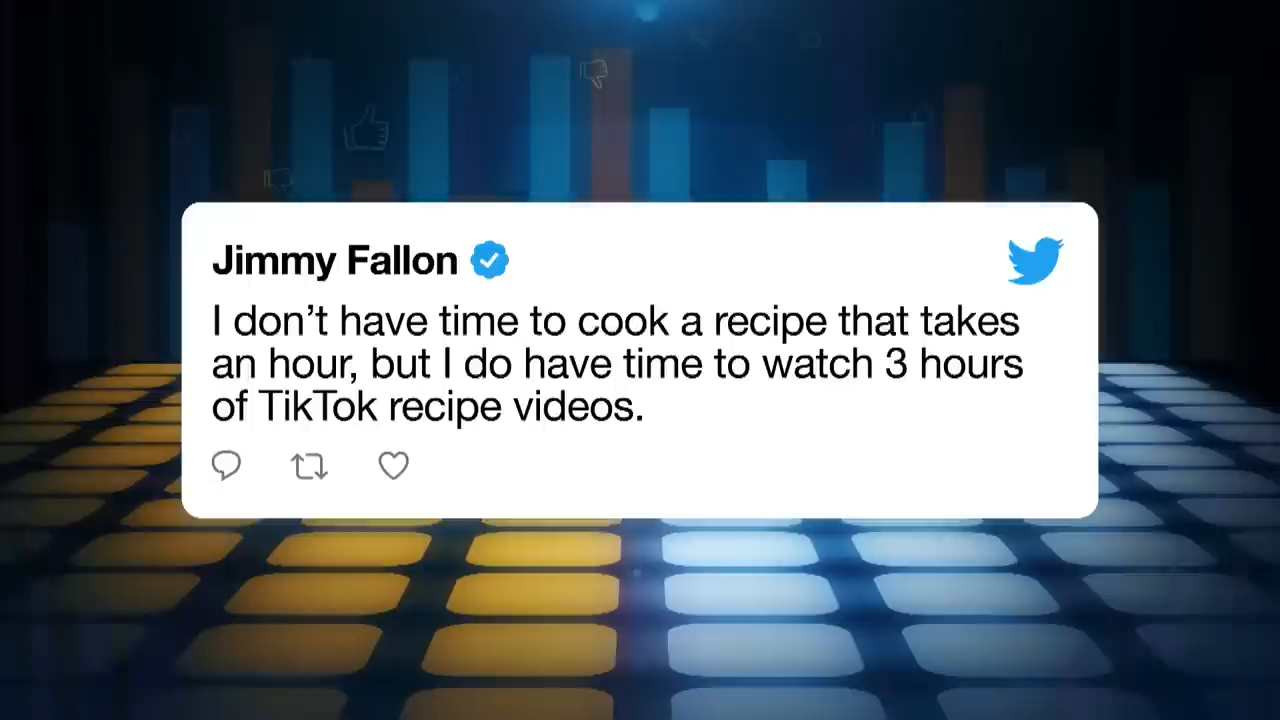 Jimmy Fallon
I don’t have time to cook a recipe that takes
an hour, but I do have time to watch 3 hours
of TikTok recipe videos.